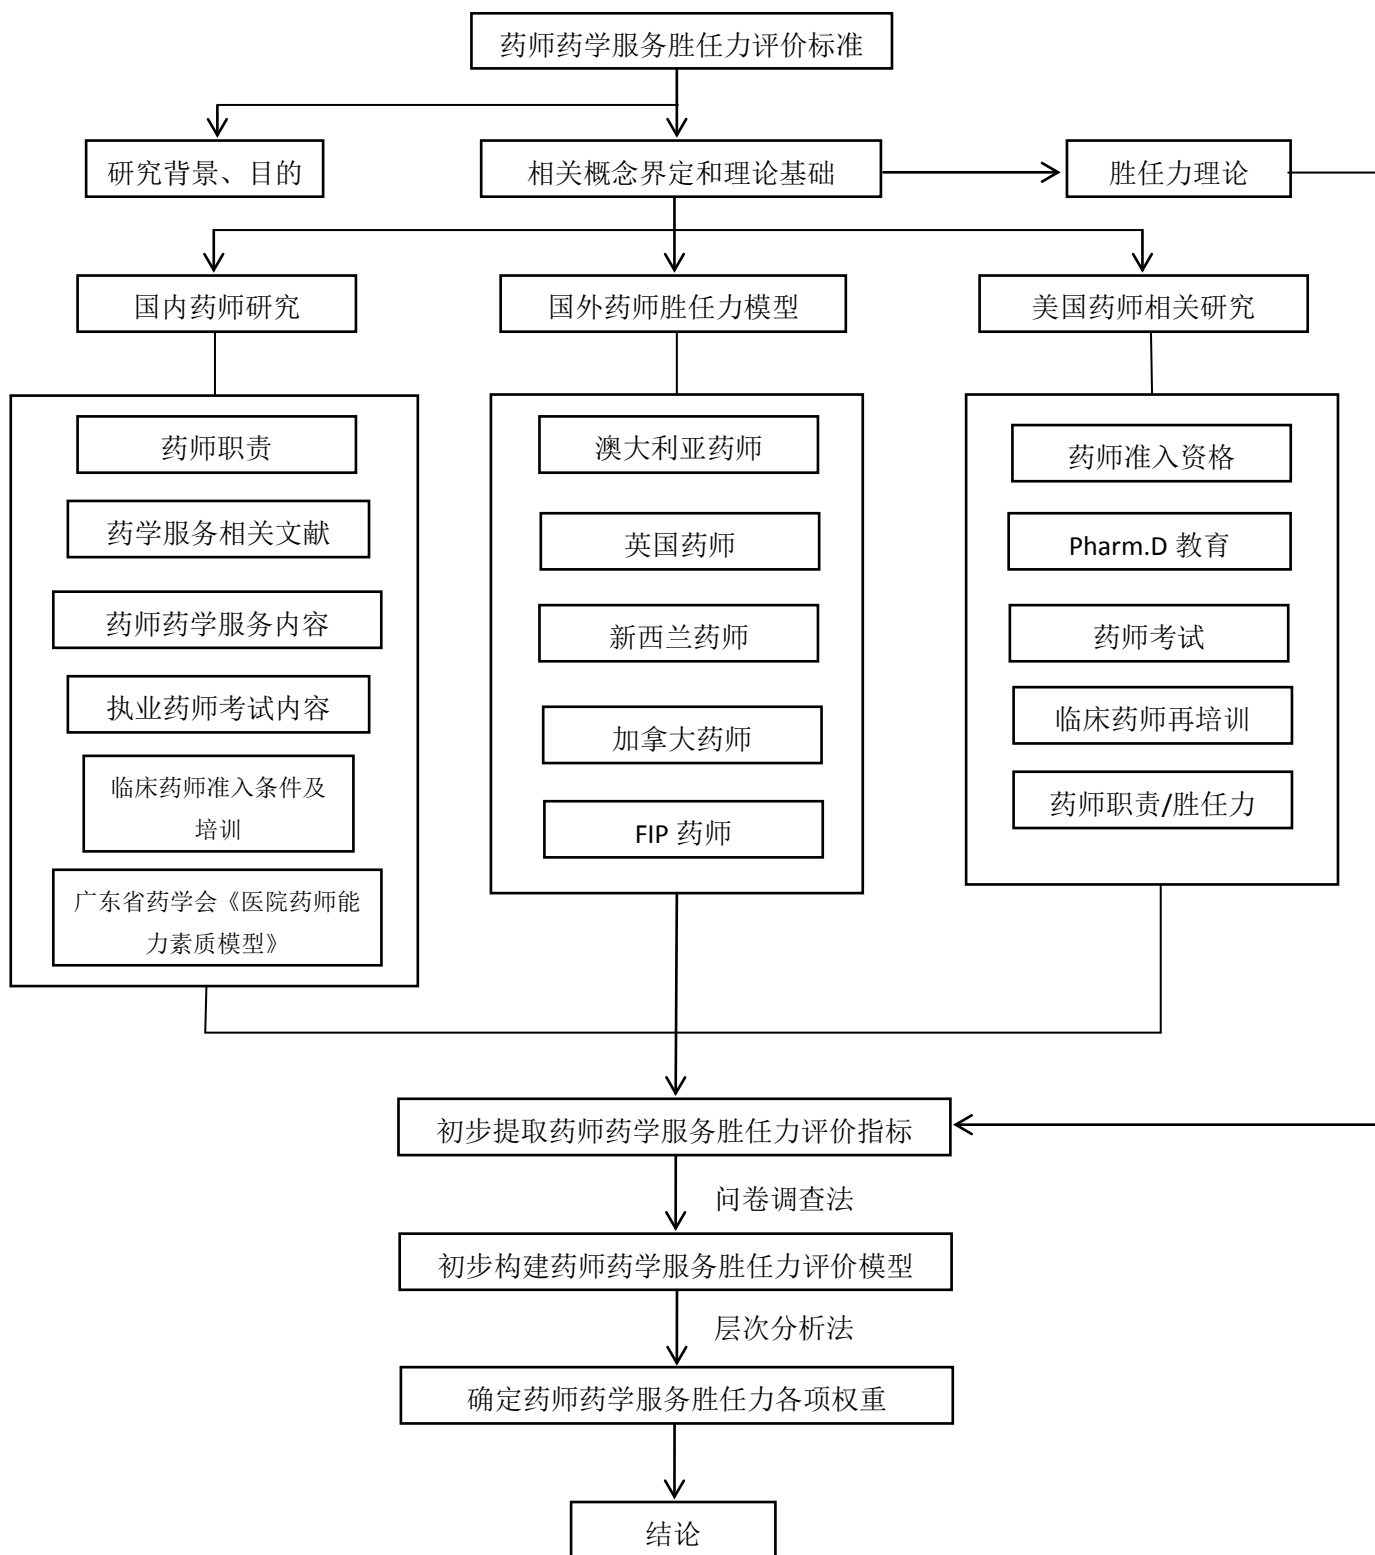 药师药学服务胜任力评价标准
研究背景、目的
相关概念界定和理论基础
胜任力理论
国内药师研究
国外药师胜任力模型
美国药师相关研究
药师职责
药学服务相关文献
药师药学服务内容
执业药师考试内容
临床药师准入条件及
培训
广东省药学会《医院药师能
力素质模型》
澳大利亚药师
英国药师
新西兰药师
加拿大药师
FIP 药师
药师准入资格
Pharm.D 教育
药师考试
临床药师再培训
药师职责/胜任力
初步提取药师药学服务胜任力评价指标
问卷调查法
初步构建药师药学服务胜任力评价模型
层次分析法
确定药师药学服务胜任力各项权重
结论